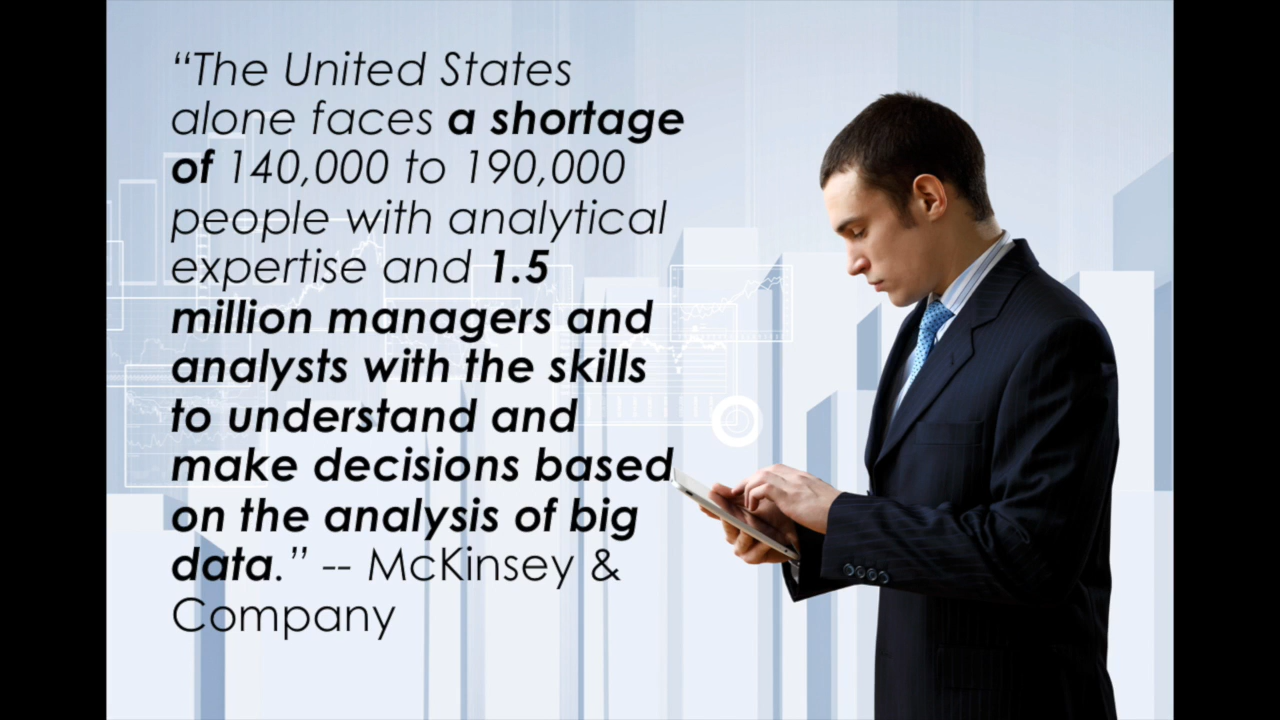 “The United States
alone faces a shortage
of 140,000 to 190,000
people with analytical
expertise and 1.5
million managers and
analysts with the skills
to understand and
make decisions based
on the analysis of big
data.” -- McKinsey &
Company